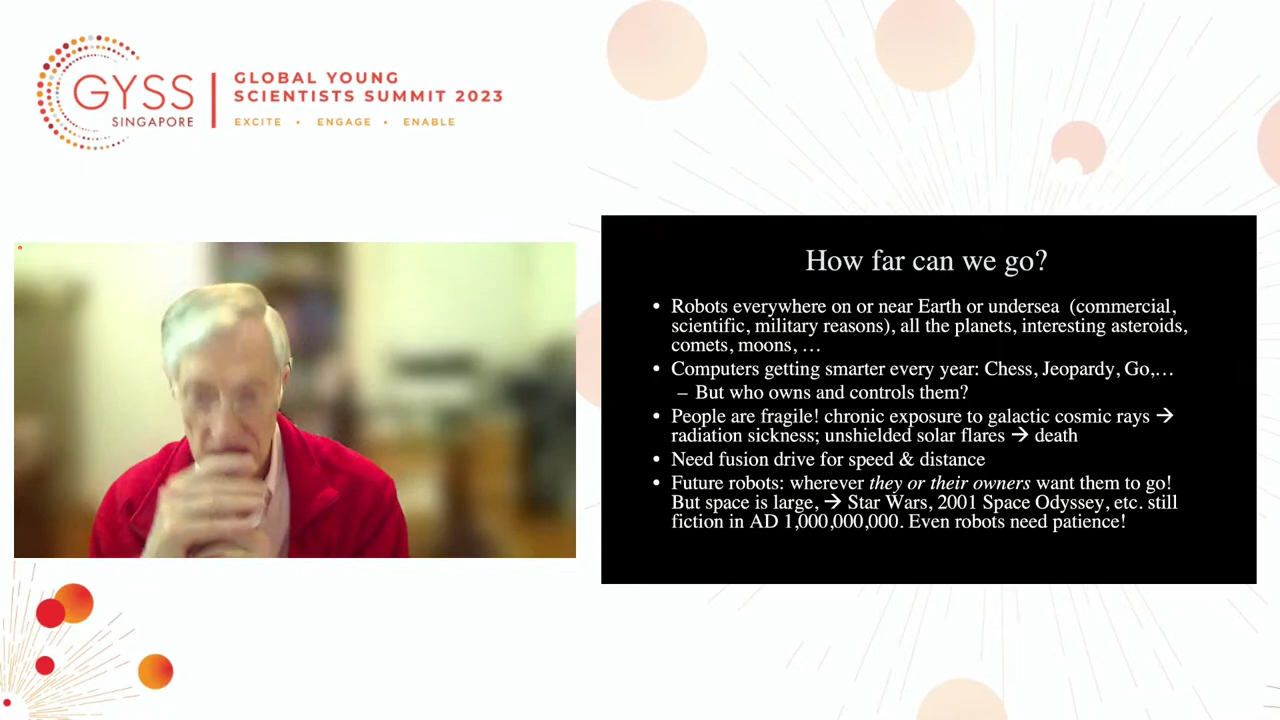 GYSS
SINGAPORE
GLOBAL YOUNG
SCIENTISTS SUMMIT 2023
EXCITE • ENGAGE • ENABLE
How far can we go?
• Robots everywhere on or near Earth or undersea (commercial,
scientific, military reasons), all the planets, interesting asteroids,
comets, moons, …
• Computers getting smarter every year: Chess, Jeopardy, Go,…
– But who owns and controls them?
• People are fragile! chronic exposure to galactic cosmic rays →
radiation sickness; unshielded solar flares → death
• Need fusion drive for speed & distance
• Future robots: wherever they or their owners want them to go!
But space is large, → Star Wars, 2001 Space Odyssey, etc. still
fiction in AD 1,000,000,000. Even robots need patience!